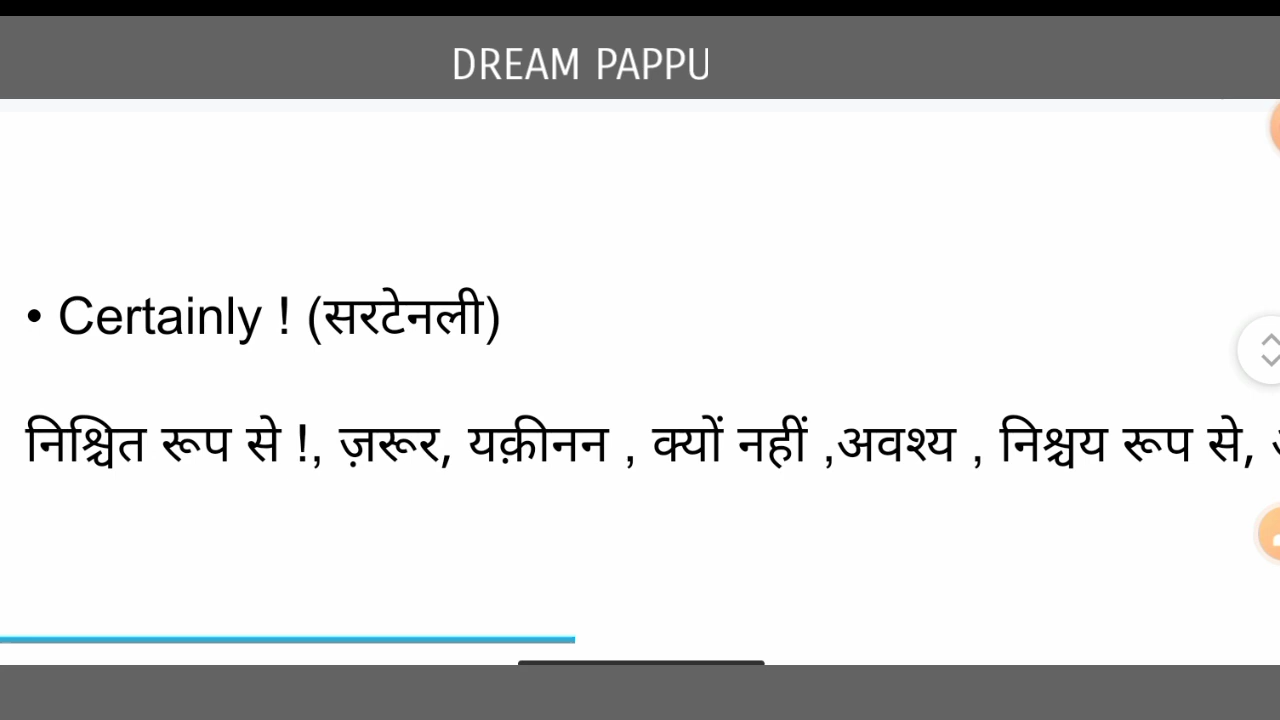 DREAM PAPPU
• Certainly ! (सरटेनली)
निश्चित रूप से !, ज़रूर, यक़ीनन , क्यों नहीं ,अवश्य , निश्चय रूप से,